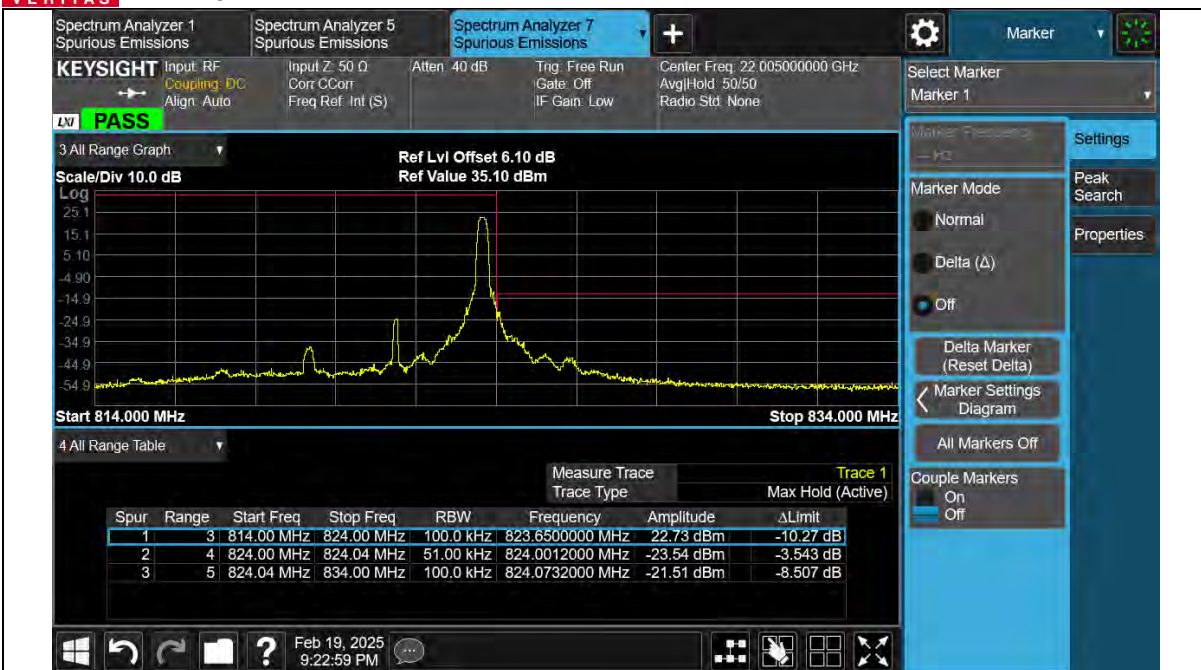 VERITAS
Spectrum Analyzer 1
Spurious Emissions
Spectrum Analyzer 5
Spurious Emissions
Spectrum Analyzer 7
Spurious Emissions
Marker
KEYSIGHT
Input: RF
Coupling: DC
Align: Auto
Input Z: 50 Ω
Corr CCorr
Freq Ref: Int (S)
Atten: 40 dB
Trig: Free Run
Gate: Off
IF Gain: Low
Center Freq: 22.005000000 GHz
Avg|Hold: 50/50
Radio Std: None
LXI
PASS
3 All Range Graph
Scale/Div 10.0 dB
Ref Lvl Offset 6.10 dB
Ref Value 35.10 dBm
Log
25.1
15.1
5.10
-4.90
-14.9
-24.9
-34.9
-44.9
-54.9
Start 814.000 MHz
Stop 834.000 MHz
4 All Range Table
Measure Trace Trace 1
Trace Type Max Hold (Active)
Spur Range Start Freq Stop Freq RBW Frequency Amplitude ΔLimit
1 3 814.00 MHz 824.00 MHz 100.0 kHz 823.6500000 MHz 22.73 dBm -10.27 dB
2 4 824.00 MHz 824.04 MHz 51.00 kHz 824.0012000 MHz -23.54 dBm -3.543 dB
3 5 824.04 MHz 834.00 MHz 100.0 kHz 824.0732000 MHz -21.51 dBm -8.507 dB
Select Marker
Marker 1
Marker Frequency
--- Hz
Marker Mode
Normal
Delta (Δ)
Off
Delta Marker
(Reset Delta)
Marker Settings
Diagram
All Markers Off
Couple Markers
On
Off
Settings
Peak
Search
Properties
Feb 19, 2025
9:22:59 PM